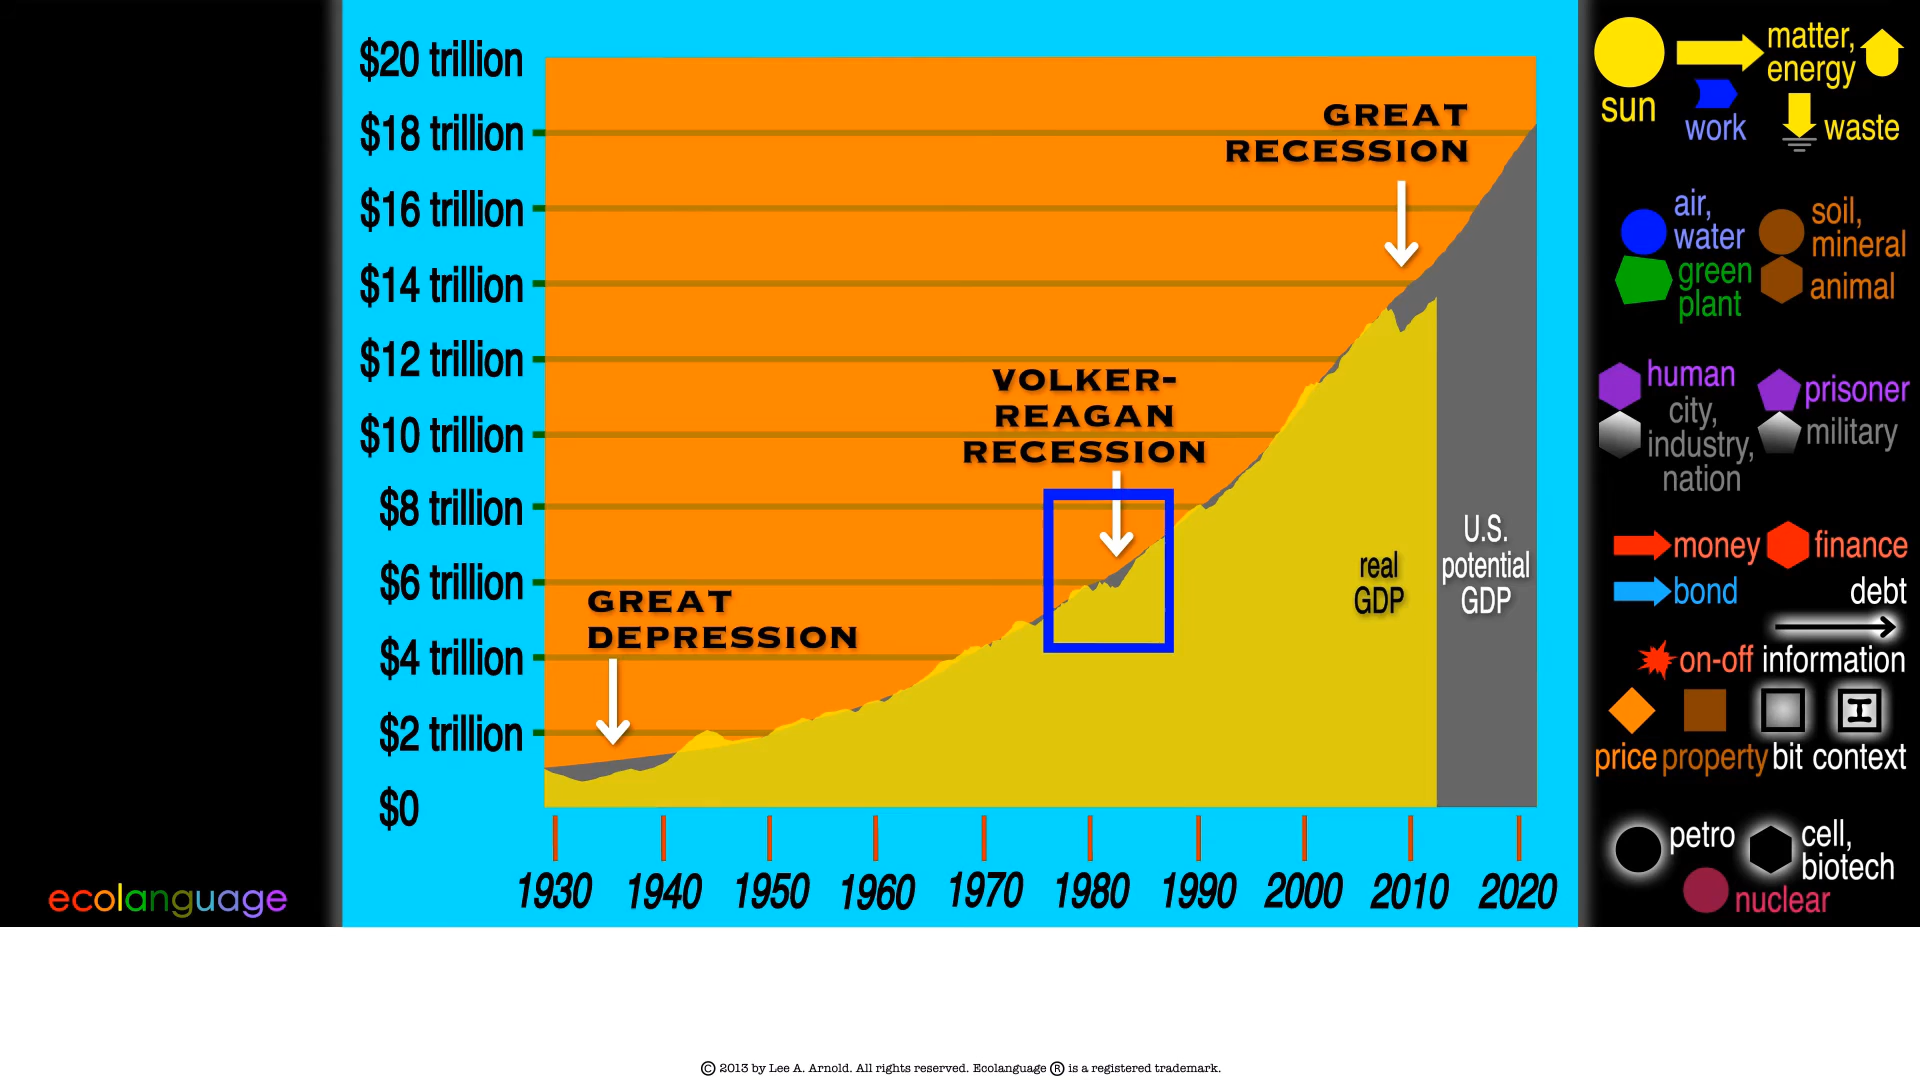 $20 trillion
$18 trillion
$16 trillion
$14 trillion
$12 trillion
$10 trillion
$8 trillion
$6 trillion
$4 trillion
$2 trillion
$0
GREAT
RECESSION
VOLKER-
REAGAN
RECESSION
GREAT
DEPRESSION
real
GDP
U.S.
potential
GDP
1930 1940 1950 1960 1970 1980 1990 2000 2010 2020
ecolanguage
sun
matter,
energy
work
waste
air,
water
soil,
mineral
green
plant
animal
human
prisoner
city,
industry,
nation
military
money
finance
bond
debt
on-off
information
price
property
bit
context
petro
cell,
biotech
nuclear
© 2013 by Lee A. Arnold. All rights reserved. Ecolanguage ® is a registered trademark.